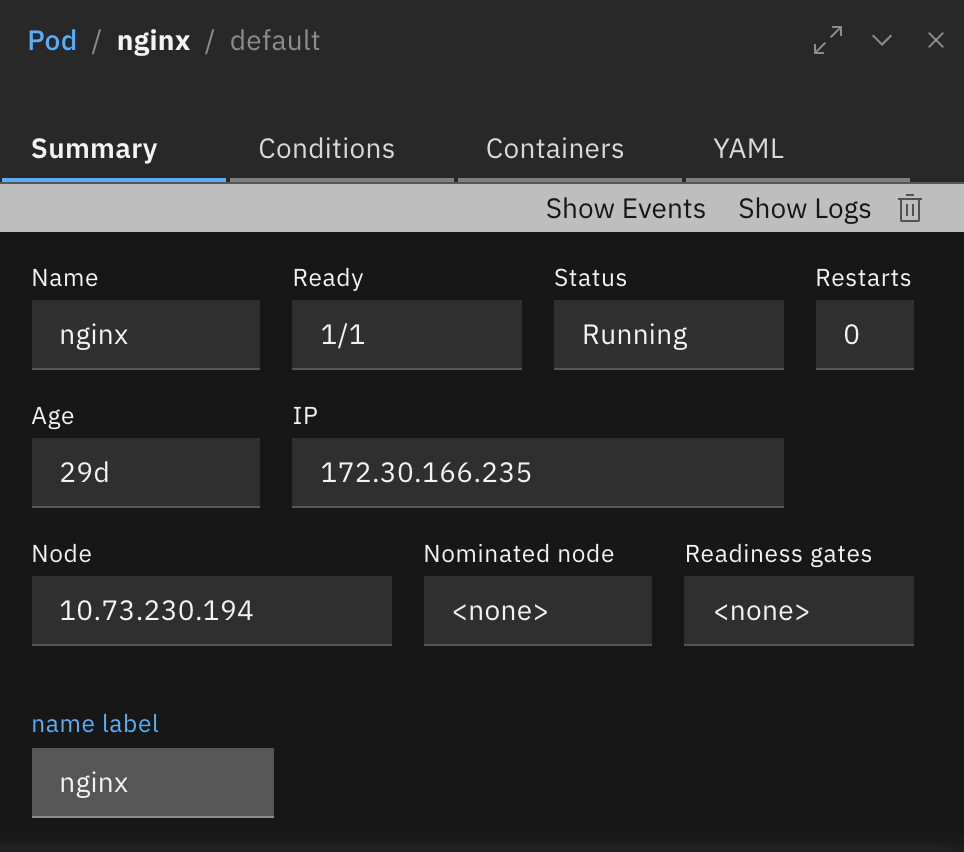 Pod / nginx / default
Summary Conditions Containers YAML
Show Events Show Logs
Name Ready Status Restarts
nginx 1/1 Running 0
Age IP
29d 172.30.166.235
Node Nominated node Readiness gates
10.73.230.194 <none> <none>
name label
nginx